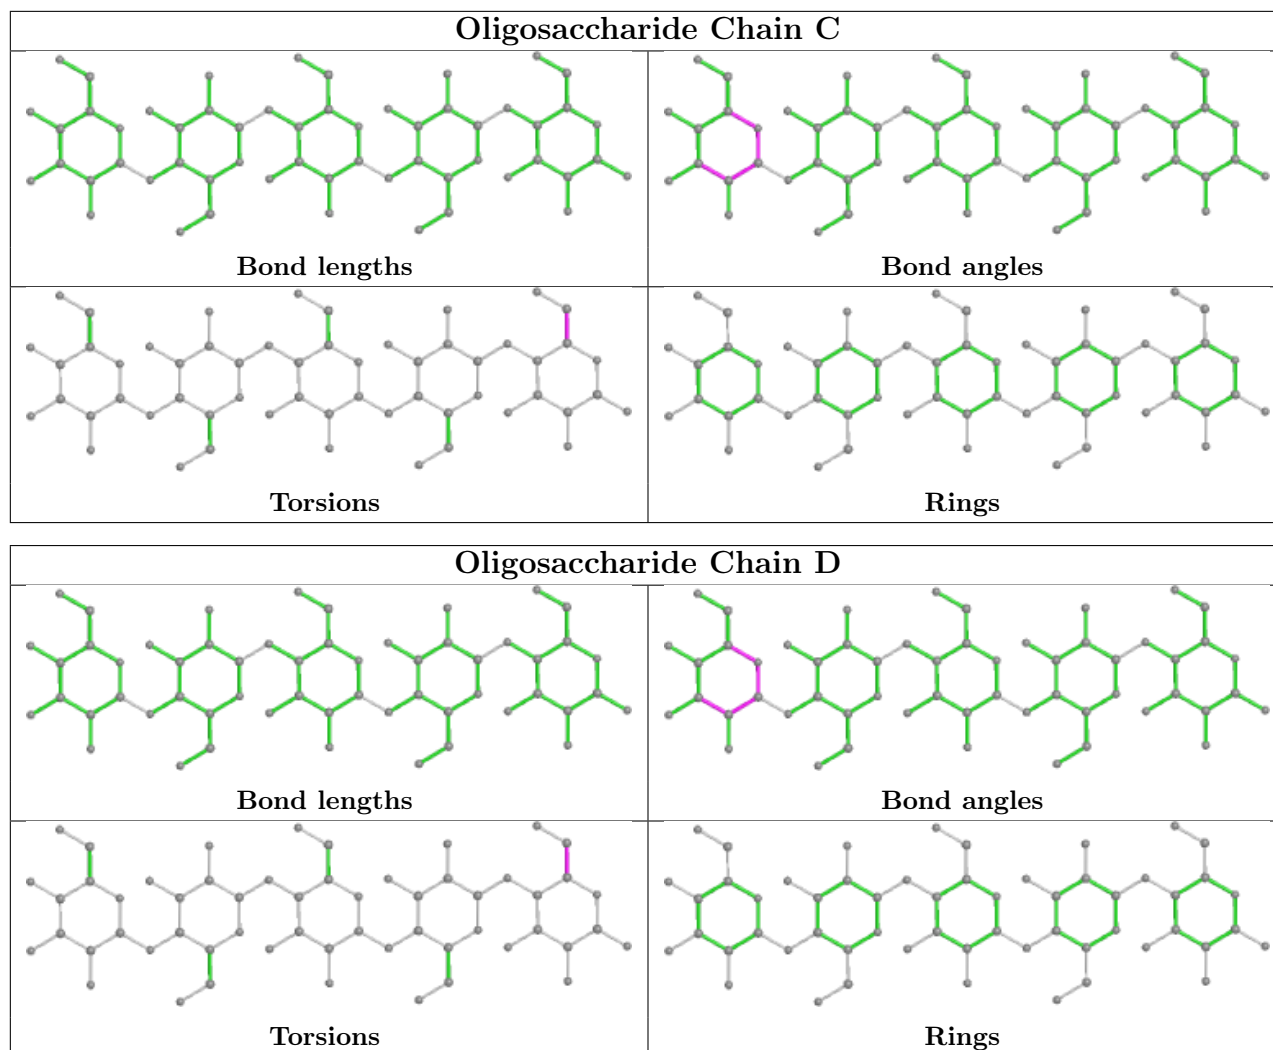 Oligosaccharide Chain C
Bond lengths
Bond angles
Torsions
Rings
Oligosaccharide Chain D
Bond lengths
Bond angles
Torsions
Rings